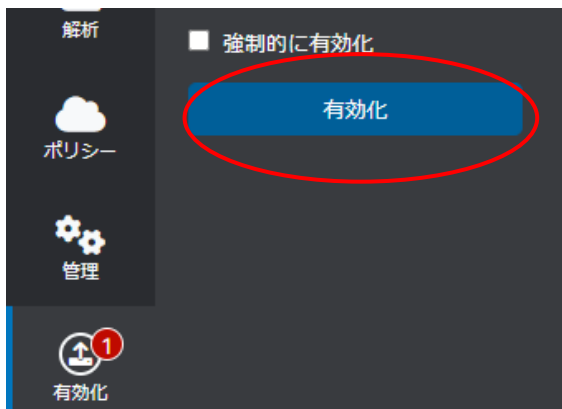 解析
強制的に有効化
有効化
ポリシー
管理
1
有効化